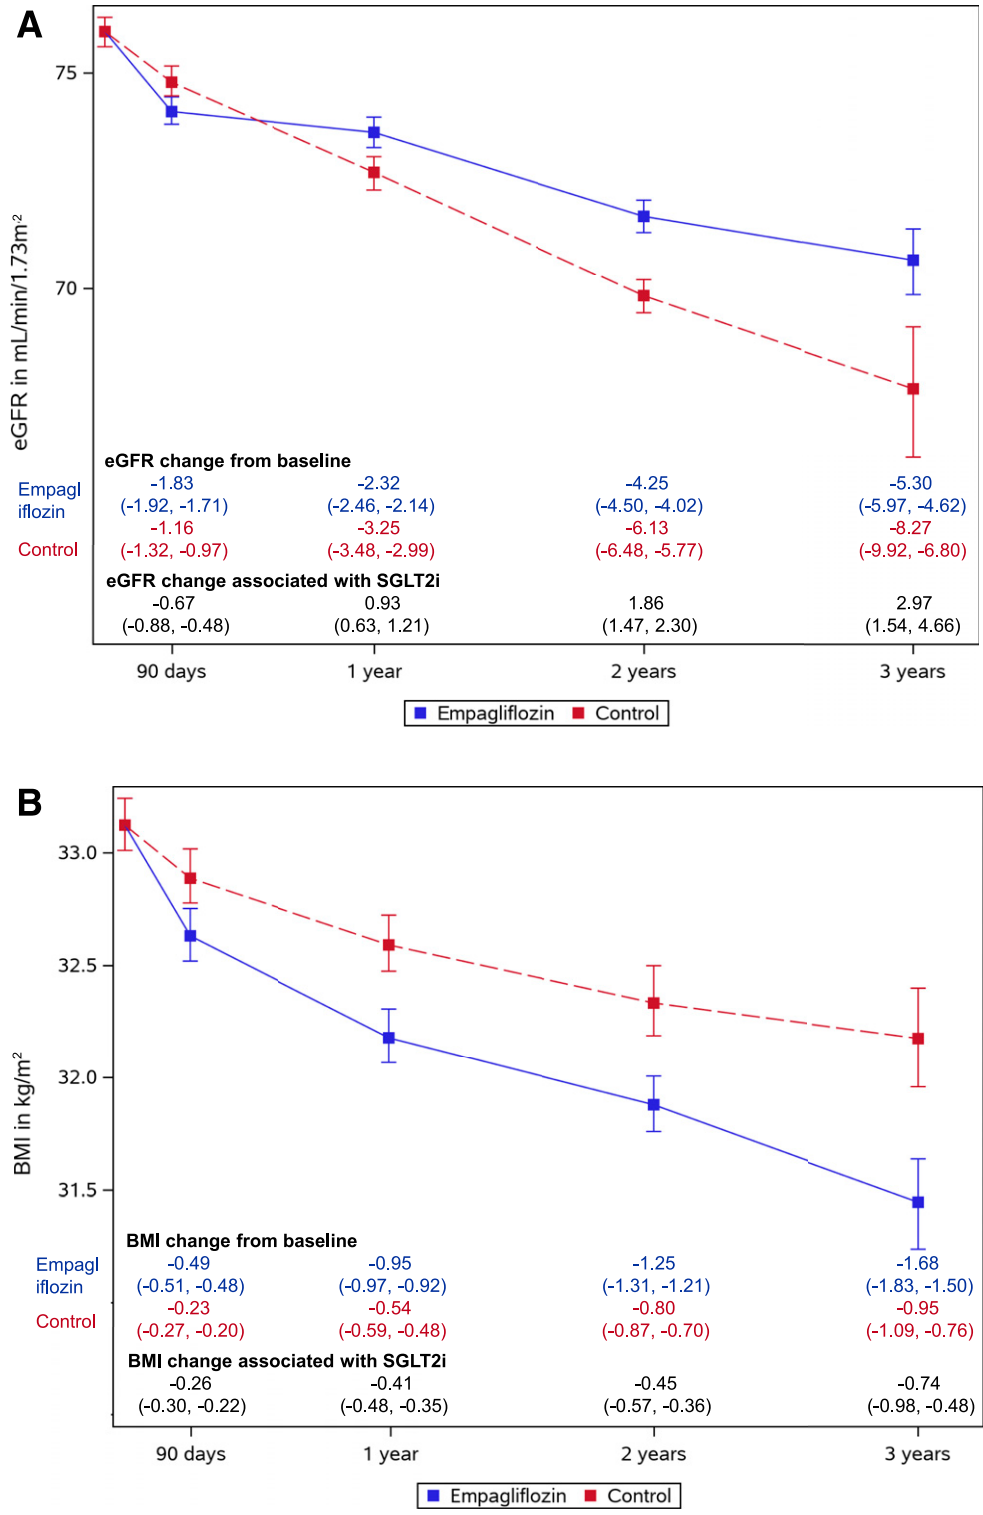 A
75
70
eGFR in mL/min/1.73m⁻²
eGFR change from baseline
Empagl
iflozin
-1.83 -2.32 -4.25 -5.30
(-1.92, -1.71) (-2.46, -2.14) (-4.50, -4.02) (-5.97, -4.62)
Control
-1.16 -3.25 -6.13 -8.27
(-1.32, -0.97) (-3.48, -2.99) (-6.48, -5.77) (-9.92, -6.80)
eGFR change associated with SGLT2i
-0.67 0.93 1.86 2.97
(-0.88, -0.48) (0.63, 1.21) (1.47, 2.30) (1.54, 4.66)
90 days 1 year 2 years 3 years
Empagliflozin Control
B
33.0
32.5
32.0
31.5
BMI in kg/m²
BMI change from baseline
Empagl
iflozin
-0.49 -0.95 -1.25 -1.68
(-0.51, -0.48) (-0.97, -0.92) (-1.31, -1.21) (-1.83, -1.50)
Control
-0.23 -0.54 -0.80 -0.95
(-0.27, -0.20) (-0.59, -0.48) (-0.87, -0.70) (-1.09, -0.76)
BMI change associated with SGLT2i
-0.26 -0.41 -0.45 -0.74
(-0.30, -0.22) (-0.48, -0.35) (-0.57, -0.36) (-0.98, -0.48)
90 days 1 year 2 years 3 years
Empagliflozin Control